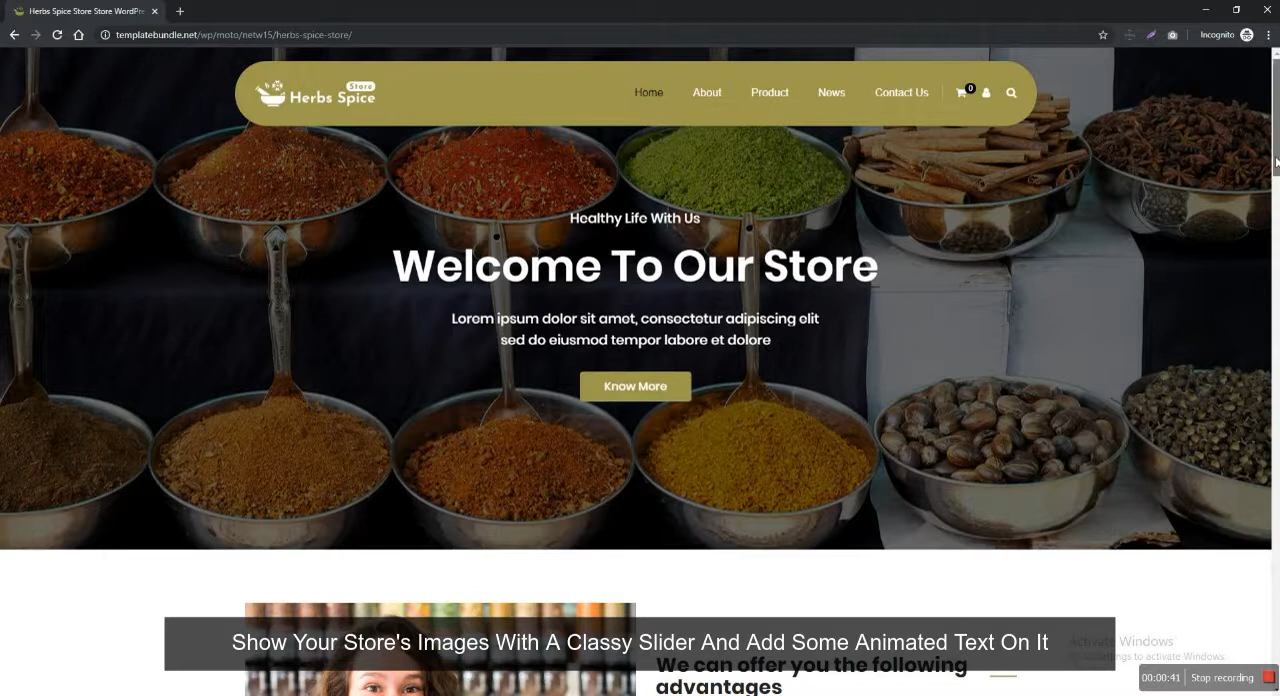 Herbs Spice Store Store WordPre
templatebundle.net/wp/moto/netw15/herbs-spice-store/
Incognito
Store
Herbs Spice
Home
About
Product
News
Contact Us
0
Healthy Life With Us
Welcome To Our Store
Lorem ipsum dolor sit amet, consectetur adipiscing elit
sed do eiusmod tempor labore et dolore
Know More
Show Your Store's Images With A Classy Slider And Add Some Animated Text On It
We can offer you the following
advantages
Activate Windows
to activate Windows
00:00:41
Stop recording